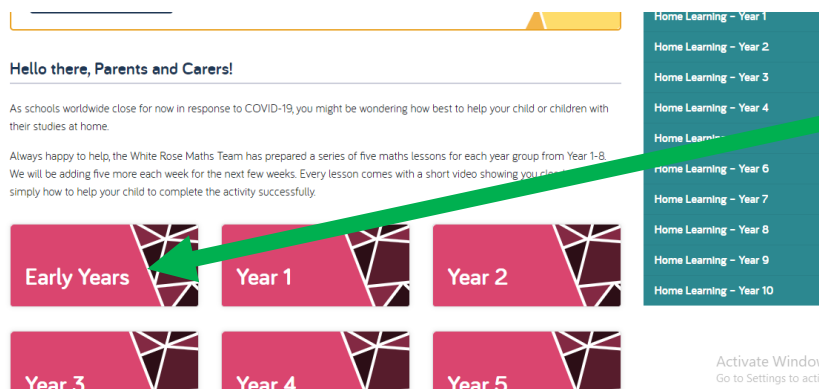 Hello there, Parents and Carers!
As schools worldwide close for now in response to COVID-19, you might be wondering how best to help your child or children with
their studies at home.
Always happy to help, the White Rose Maths Team has prepared a series of five maths lessons for each year group from Year 1-8.
We will be adding five more each week for the next few weeks. Every lesson comes with a short video showing you
simply how to help your child to complete the activity successfully.
Early Years
Year 1
Year 2
Year 3
Year 4
Year 5
Home Learning – Year 1
Home Learning – Year 2
Home Learning – Year 3
Home Learning – Year 4
Home Learning
Home Learning – Year 6
Home Learning – Year 7
Home Learning – Year 8
Home Learning – Year 9
Home Learning – Year 10
Activate Window
Go to Settings to acti